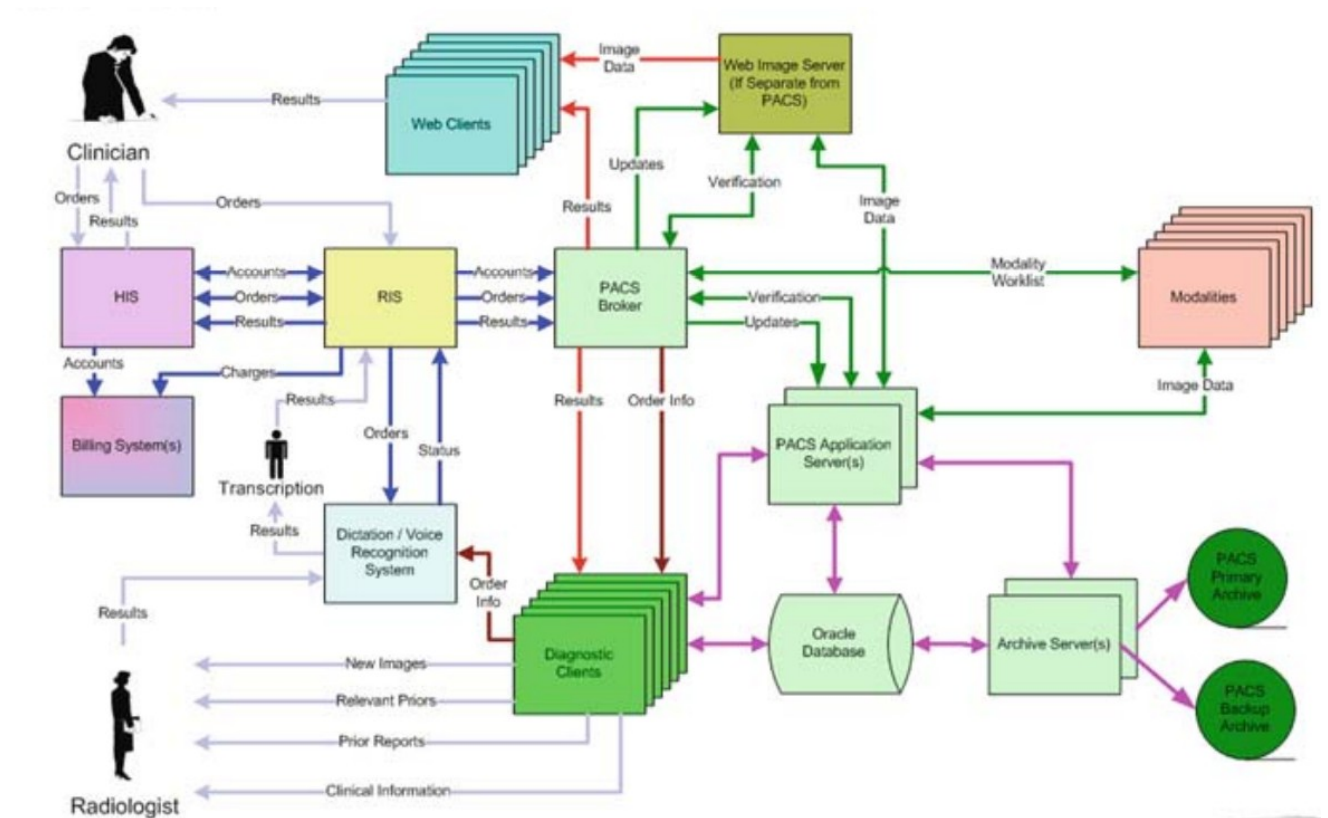 Image
Data
Web Image Server
(If Separate from
PACS)
Results
Web Clients
Clinician
Updates
Verification
Orders
Results
Orders
Results
Image
Data
HIS
Accounts
Orders
Results
RIS
Accounts
Orders
Results
PACS
Broker
Modality
Worklist
Verification
Updates
Modalities
Accounts
Charges
Results
Orders
Status
Results
Order Info
Image Data
Billing System(s)
Transcription
PACS Application
Server(s)
Results
Dictation / Voice
Recognition
System
Order
Info
Results
PACS
Primary
Archive
Diagnostic
Clients
Oracle
Database
Archive Server(s)
New Images
Relevant Priors
Prior Reports
Clinical Information
PACS
Backup
Archive
Radiologist